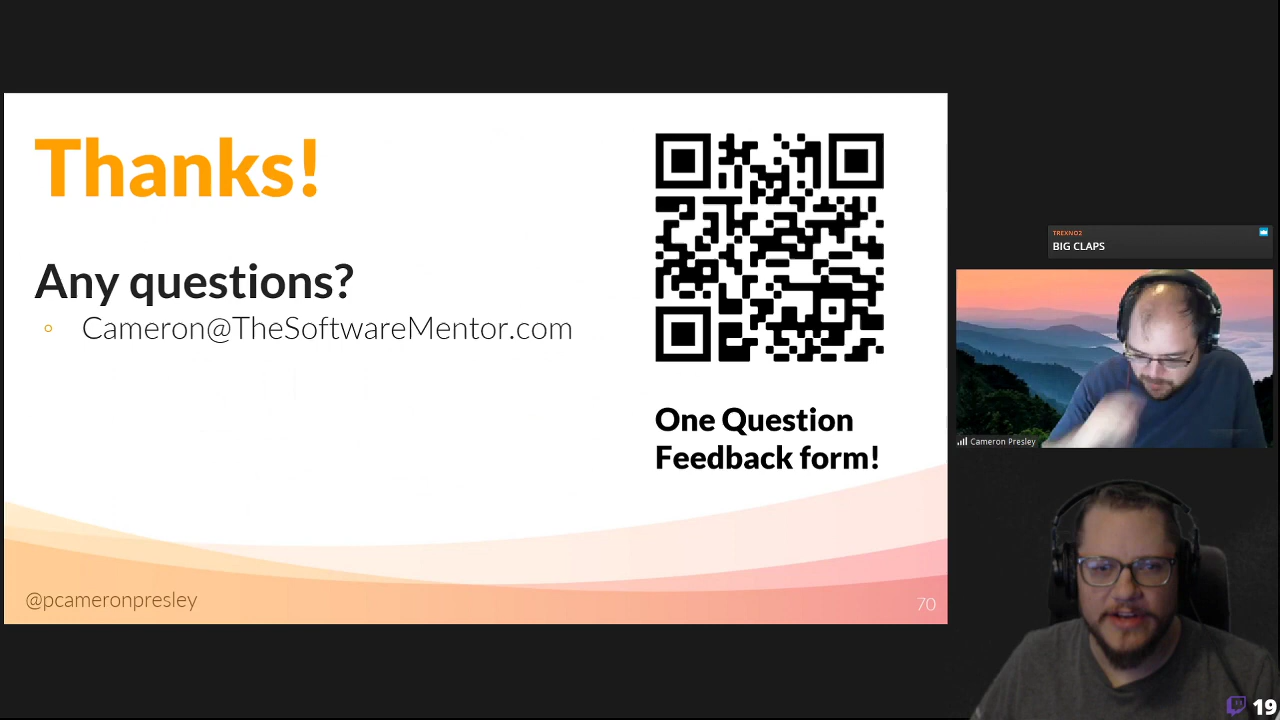 Thanks!
Any questions?
Cameron@TheSoftwareMentor.com
One Question
Feedback form!
@pcameronpresley
70
TREXNO2
BIG CLAPS
Cameron Presley
19